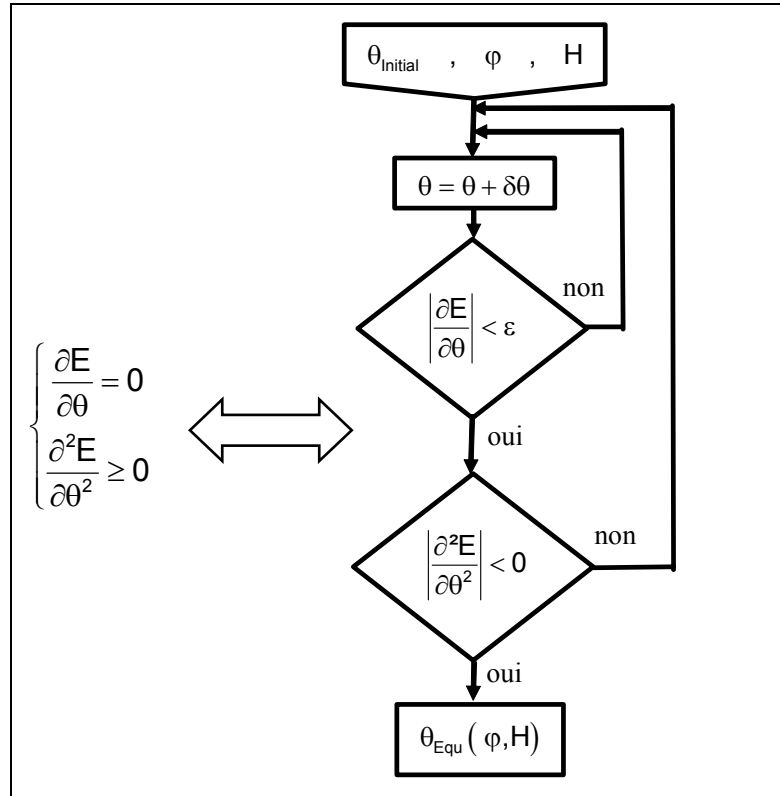 θ_Initial , φ , H
θ = θ + δθ
|∂E/∂θ| < ε
non
oui
{ ∂E/∂θ = 0
∂²E/∂θ² ≥ 0
|∂²E/∂θ²| < 0
non
oui
θ_Equ ( φ,H)